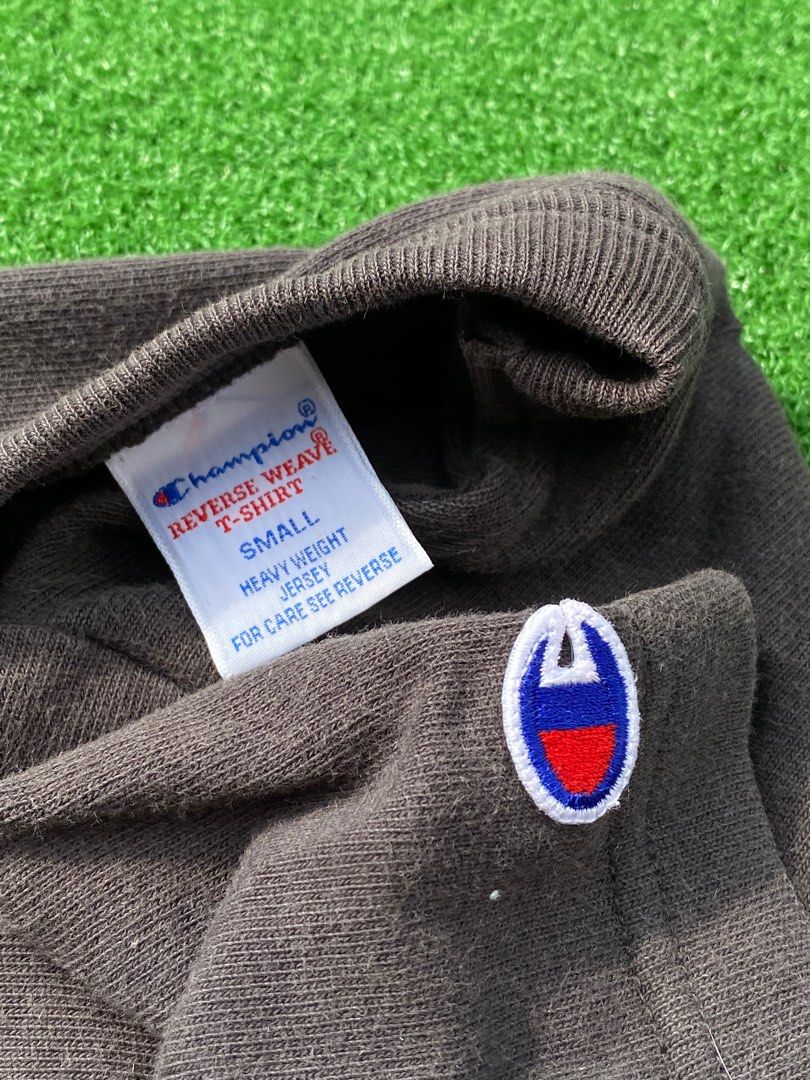 Champion®
REVERSE WEAVE®
T-SHIRT
SMALL
HEAVY WEIGHT
JERSEY
FOR CARE SEE REVERSE